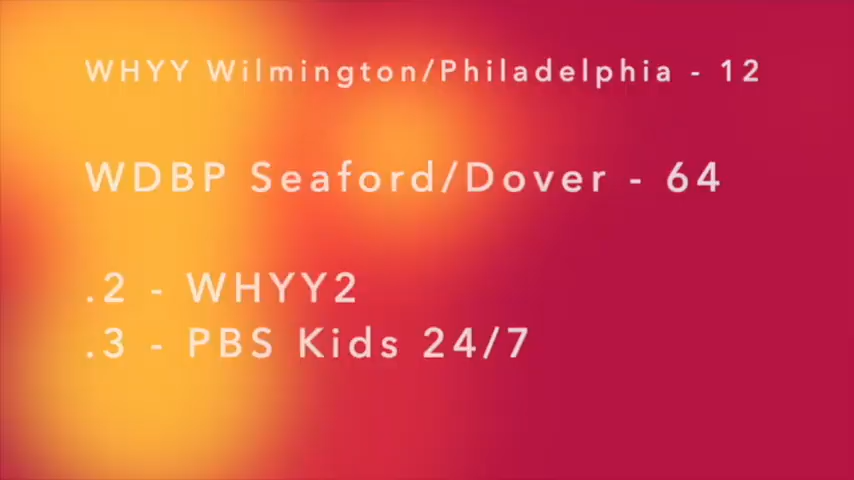 WHYY Wilmington/Philadelphia - 12
WDBP Seaford/Dover - 64
.2 - WHYY2
.3 - PBS Kids 24/7